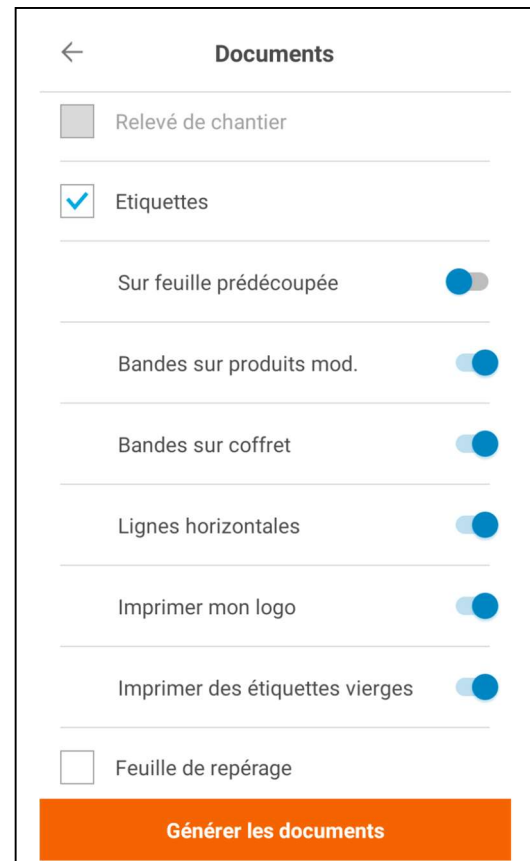 Documents
Relevé de chantier
Etiquettes
Sur feuille prédécoupée
Bandes sur produits mod.
Bandes sur coffret
Lignes horizontales
Imprimer mon logo
Imprimer des étiquettes vierges
Feuille de repérage
Générer les documents